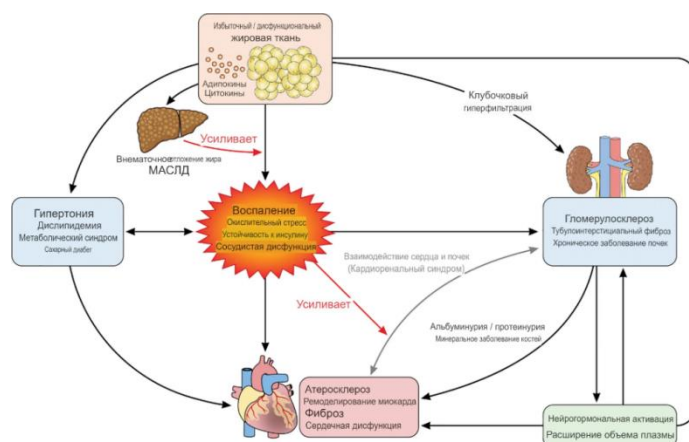 Избыточный / дисфункциональный
жировая ткань
Адипокины
Цитокины
Клубочковый
гиперфильтрация
Усиливает
Внематочное отложение жира
МАСЛД
Гипертония
Дислипидемия
Метаболический синдром
Сахарный диабет
Воспаление
Окислительный стресс
Устойчивость к инсулину
Сосудистая дисфункция
Гломерулосклероз
Тубулоинтерстициальный фиброз
Хроническое заболевание почек
Взаимодействие сердца и почек
(Кардиоренальный синдром)
Усиливает
Альбуминурия / протеинурия
Минеральное заболевание костей
Атеросклероз
Ремоделирование миокарда
Фиброз
Сердечная дисфункция
Нейрогормональная активация
Расширение объема плазмы